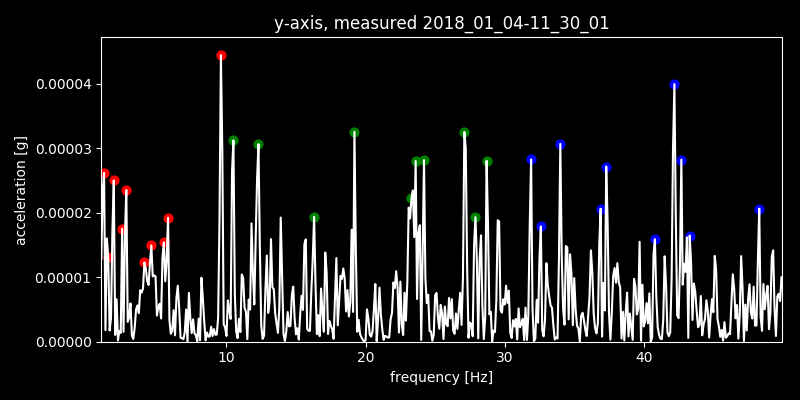 y-axis, measured 2018_01_04-11_30_01
0.00004
0.00003
0.00002
0.00001
0.00000
acceleration [g]
10 20 30 40
frequency [Hz]